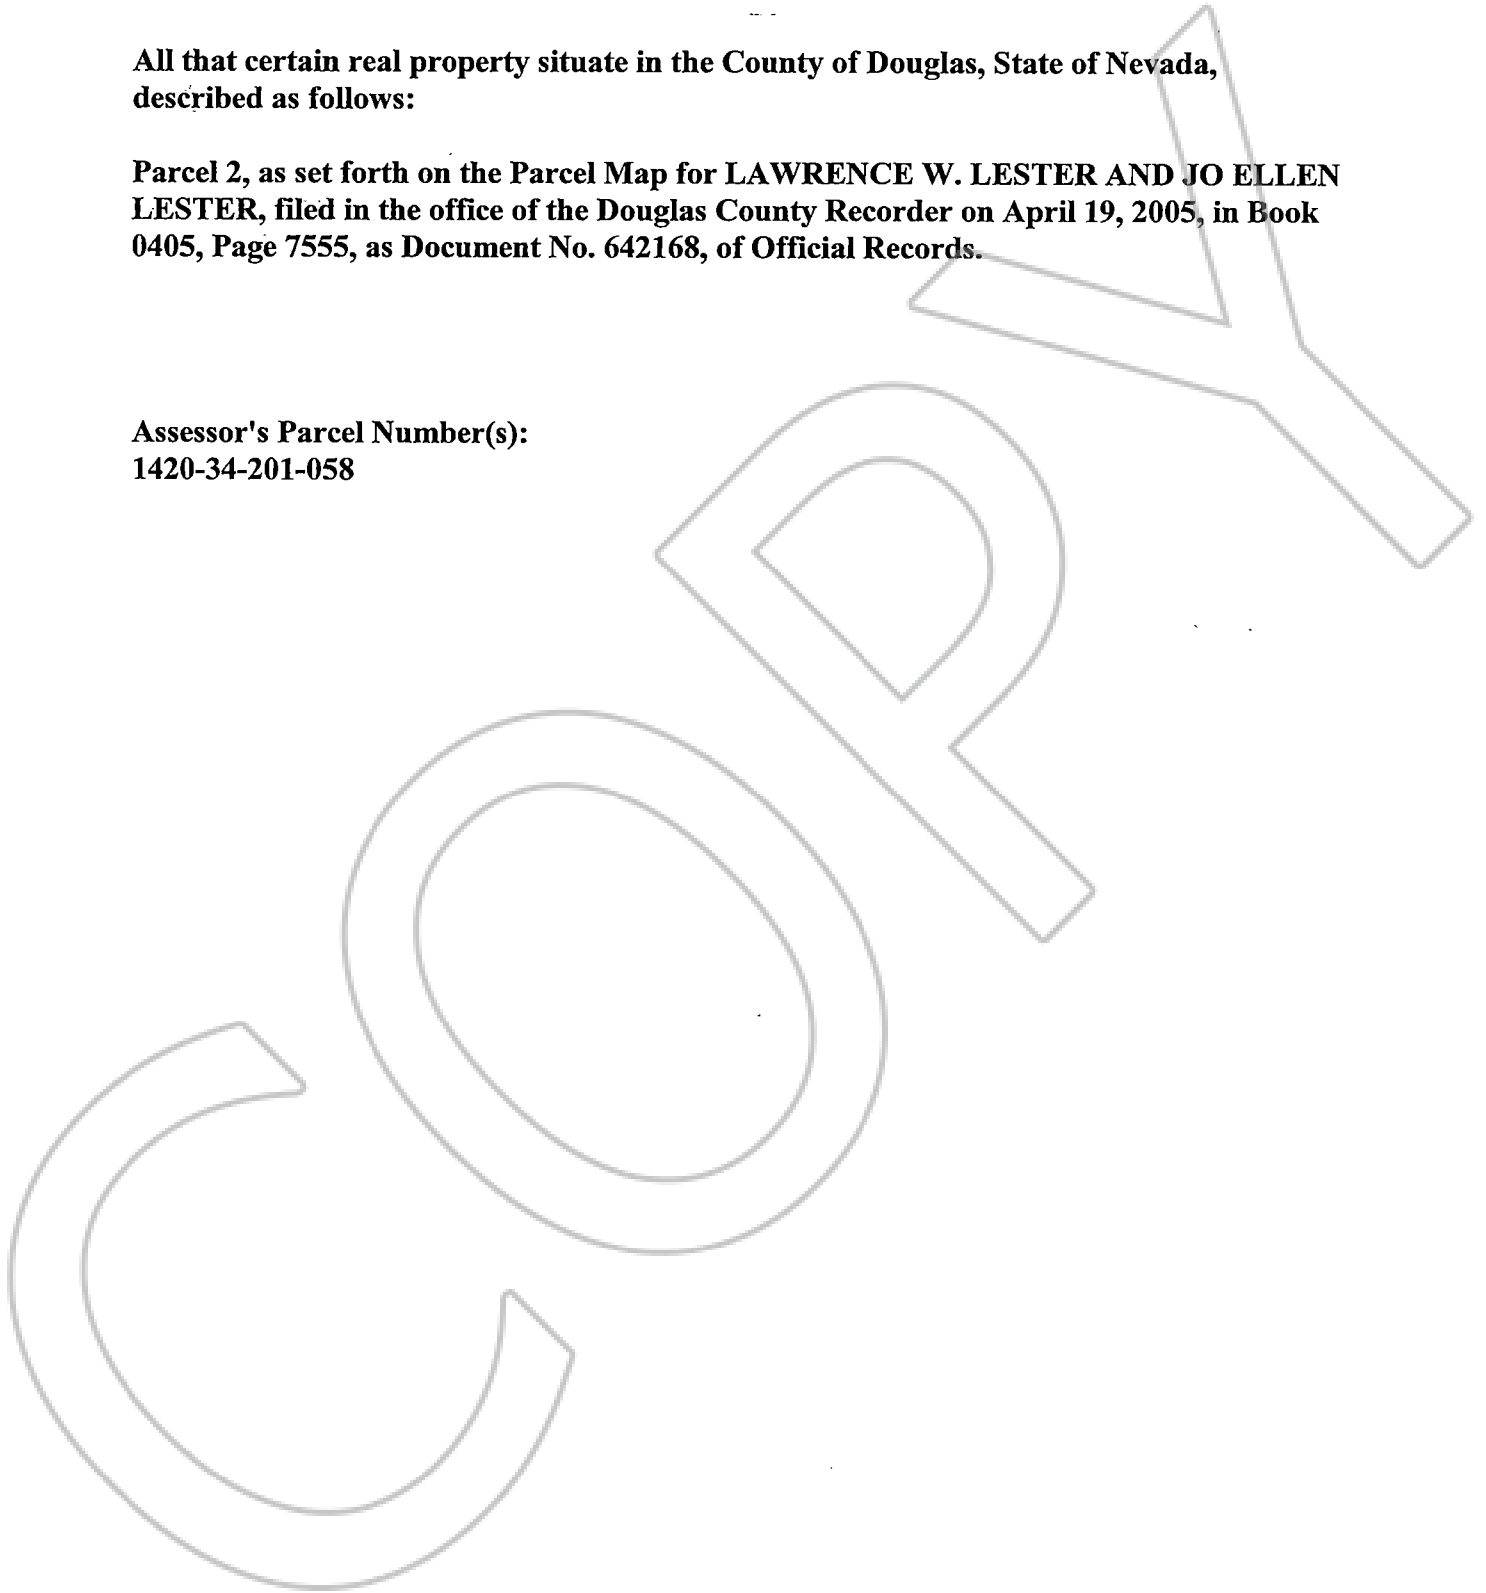 All that certain real property situate in the County of Douglas, State of Nevada,
described as follows:
Parcel 2, as set forth on the Parcel Map for LAWRENCE W. LESTER AND JO ELLEN
LESTER, filed in the office of the Douglas County Recorder on April 19, 2005, in Book
0405, Page 7555, as Document No. 642168, of Official Records.
Assessor's Parcel Number(s):
1420-34-201-058
COPY